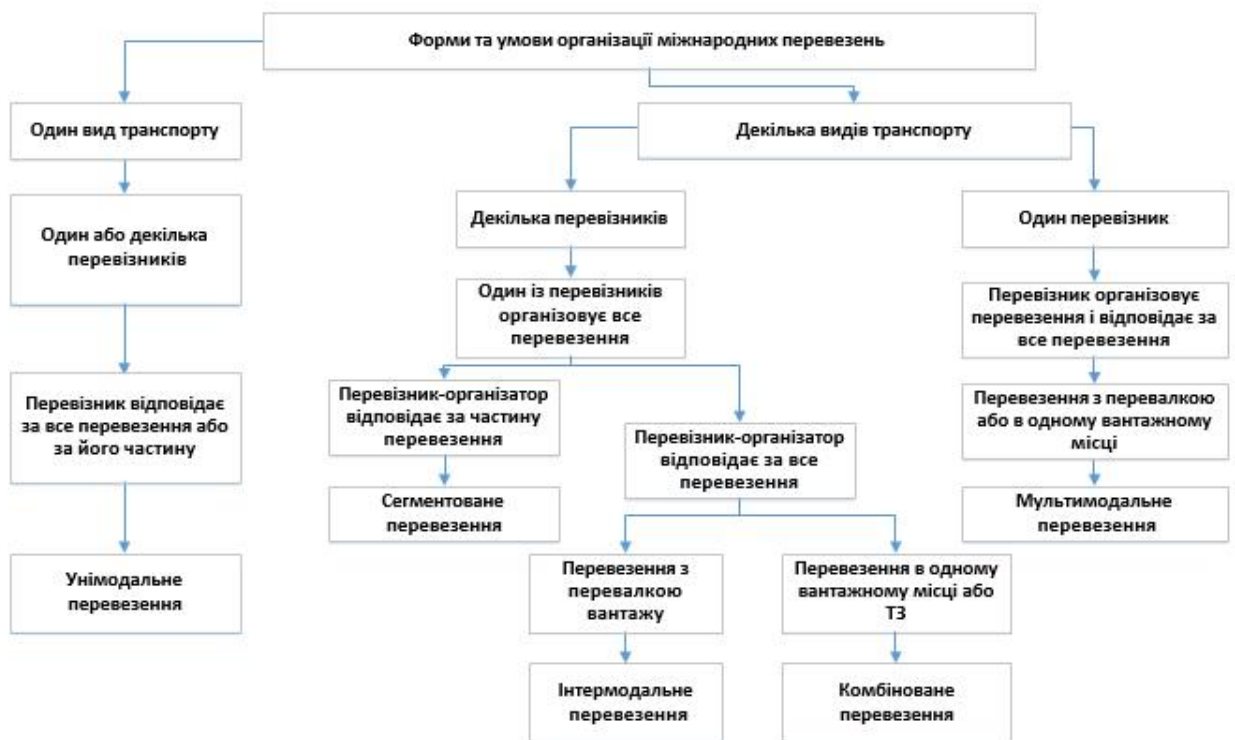 Форми та умови організації міжнародних перевезень
Один вид транспорту
Декілька видів транспорту
Один або декілька
перевізників
Декілька перевізників
Один перевізник
Один із перевізників
організовує все
перевезення
Перевізник організовує
перевезення і відповідає за
все перевезення
Перевізник відповідає
за все перевезення або
за його частину
Перевізник-організатор
відповідає за частину
перевезення
Перевізник-організатор
відповідає за все
перевезення
Перевезення з перевалкою
або в одному вантажному
місці
Сегментоване
перевезення
Мультимодальне
перевезення
Унімодальне
перевезення
Перевезення з
перевалкою
вантажу
Перевезення в одному
вантажному місці або
ТЗ
Інтермодальне
перевезення
Комбіноване
перевезення